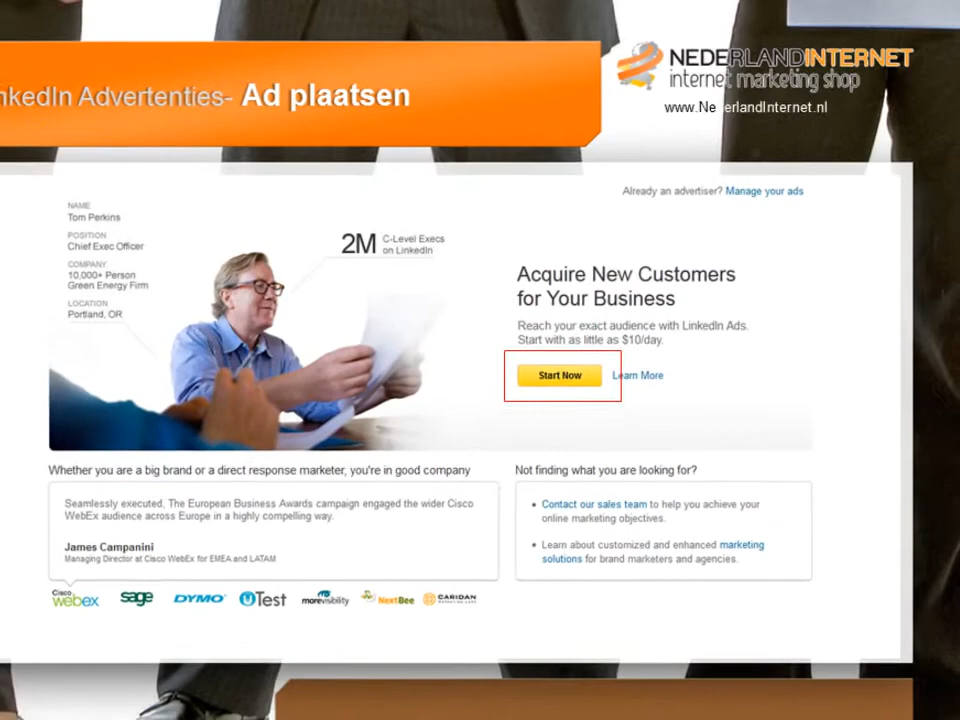 NEDERLANDINTERNET
internet marketing shop
www.NederlandInternet.nl
nkedIn Advertenties- Ad plaatsen
Already an advertiser? Manage your ads
NAME
Tom Perkins
POSITION
Chief Exec Officer
COMPANY
10,000+ Person
Green Energy Firm
LOCATION
Portland, OR
2M C-Level Execs
on LinkedIn
Acquire New Customers
for Your Business
Reach your exact audience with LinkedIn Ads.
Start with as little as $10/day.
Start Now
Learn More
Whether you are a big brand or a direct response marketer, you're in good company
Seamlessly executed, The European Business Awards campaign engaged the wider Cisco
WebEx audience across Europe in a highly compelling way.
James Campanini
Managing Director at Cisco WebEx for EMEA and LATAM
Cisco
webex
sage
DYMO
uTest
morevisibility
NextBee
CARIDAN
Not finding what you are looking for?
• Contact our sales team to help you achieve your
online marketing objectives.
• Learn about customized and enhanced marketing
solutions for brand marketers and agencies.